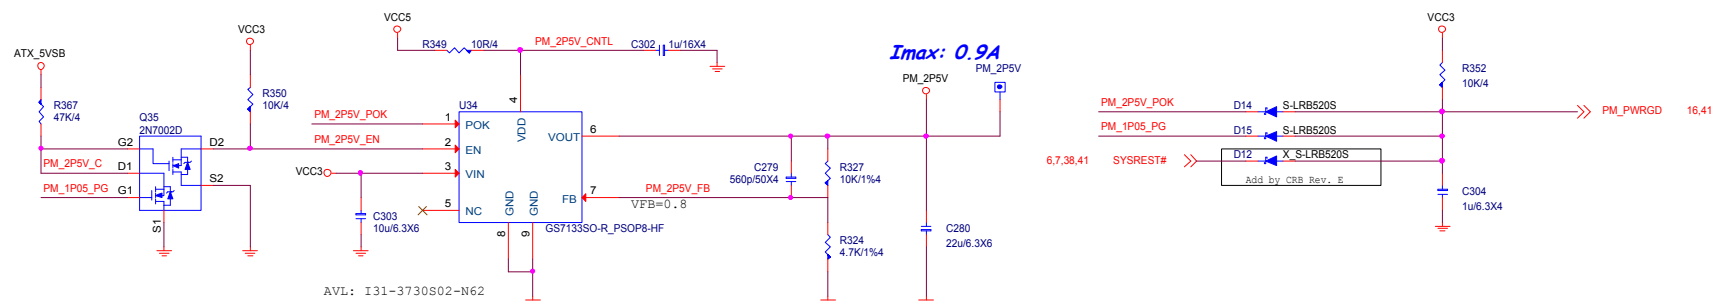 ATX_5VSB
R367
47K/4
Q35
2N7002D
G2
D2
PM_2P5V_C
D1
PM_1P05_PG
G1
S2
S1
VCC3
R350
10K/4
PM_2P5V_POK
PM_2P5V_EN
VCC3
C303
10u/6.3X6
VCC5
R349
10R/4
PM_2P5V_CNTL
C302
1u/16X4
U34
4
VDD
1
POK
2
EN
3
VIN
5
NC
VOUT
6
FB
7
GND
GND
8
9
GS7133SO-R_PSOP8-HF
AVL: I31-3730S02-N62
PM_2P5V_FB
VFB=0.8
C279
560p/50X4
R327
10K/1%4
R324
4.7K/1%4
Imax: 0.9A
PM_2P5V
PM_2P5V
C280
22u/6.3X6
VCC3
R352
10K/4
PM_2P5V_POK
D14
S-LRB520S
PM_PWRGD
16,41
PM_1P05_PG
D15
S-LRB520S
6,7,38,41
SYSREST#
D12
X_S-LRB520S
Add by CRB Rev. E
C304
1u/6.3X4